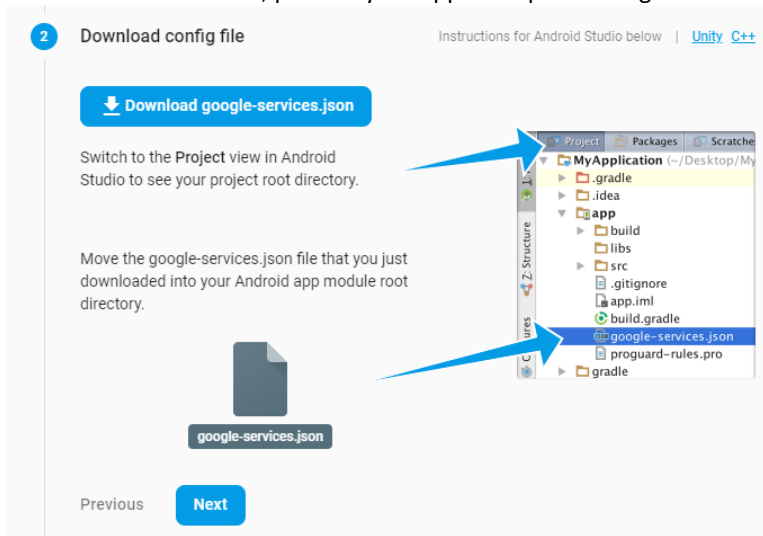 2 Download config file
Instructions for Android Studio below | Unity C++
Download google-services.json
Switch to the Project view in Android
Studio to see your project root directory.
Move the google-services.json file that you just
downloaded into your Android app module root
directory.
google-services.json
Previous
Next
Project Packages Scratche
MyApplication (~/Desktop/My
.gradle
.idea
app
build
libs
src
.gitignore
app.iml
build.gradle
google-services.json
proguard-rules.pro
gradle
Z: Structure